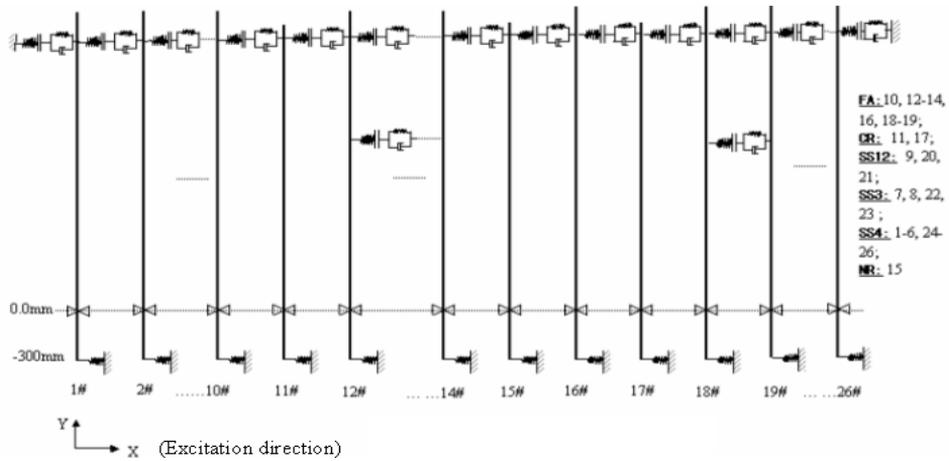 FA: 10, 12-14,
16, 18-19;
CR: 11, 17;
SS12: 9, 20,
21;
SS3: 7, 8, 22,
23 ;
SS4: 1-6, 24-
26;
NR: 15
0.0mm
-300mm
1# 2# ......10# 11# 12# ... ...14# 15# 16# 17# 18# 19# ... ...26#
Y
X (Excitation direction)